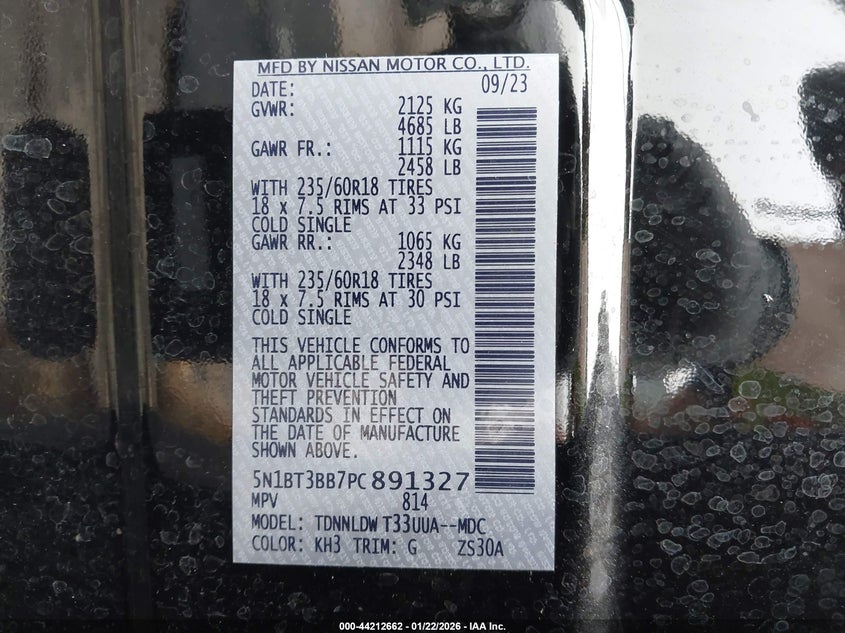 MFD BY NISSAN MOTOR CO., LTD.
DATE: 09/23
GVWR: 2125 KG
4685 LB
GAWR FR.: 1115 KG
2458 LB
WITH 235/60R18 TIRES
18 x 7.5 RIMS AT 33 PSI
COLD SINGLE
GAWR RR.: 1065 KG
2348 LB
WITH 235/60R18 TIRES
18 x 7.5 RIMS AT 30 PSI
COLD SINGLE
THIS VEHICLE CONFORMS TO
ALL APPLICABLE FEDERAL
MOTOR VEHICLE SAFETY AND
THEFT PREVENTION
STANDARDS IN EFFECT ON
THE DATE OF MANUFACTURE
SHOWN ABOVE.
5N1BT3BB7PC891327
MPV 814
MODEL: TDNNLDW T33UUA--MDC
COLOR: KH3 TRIM: G ZS30A
000-44212662 - 01/22/2026 - IAA Inc.